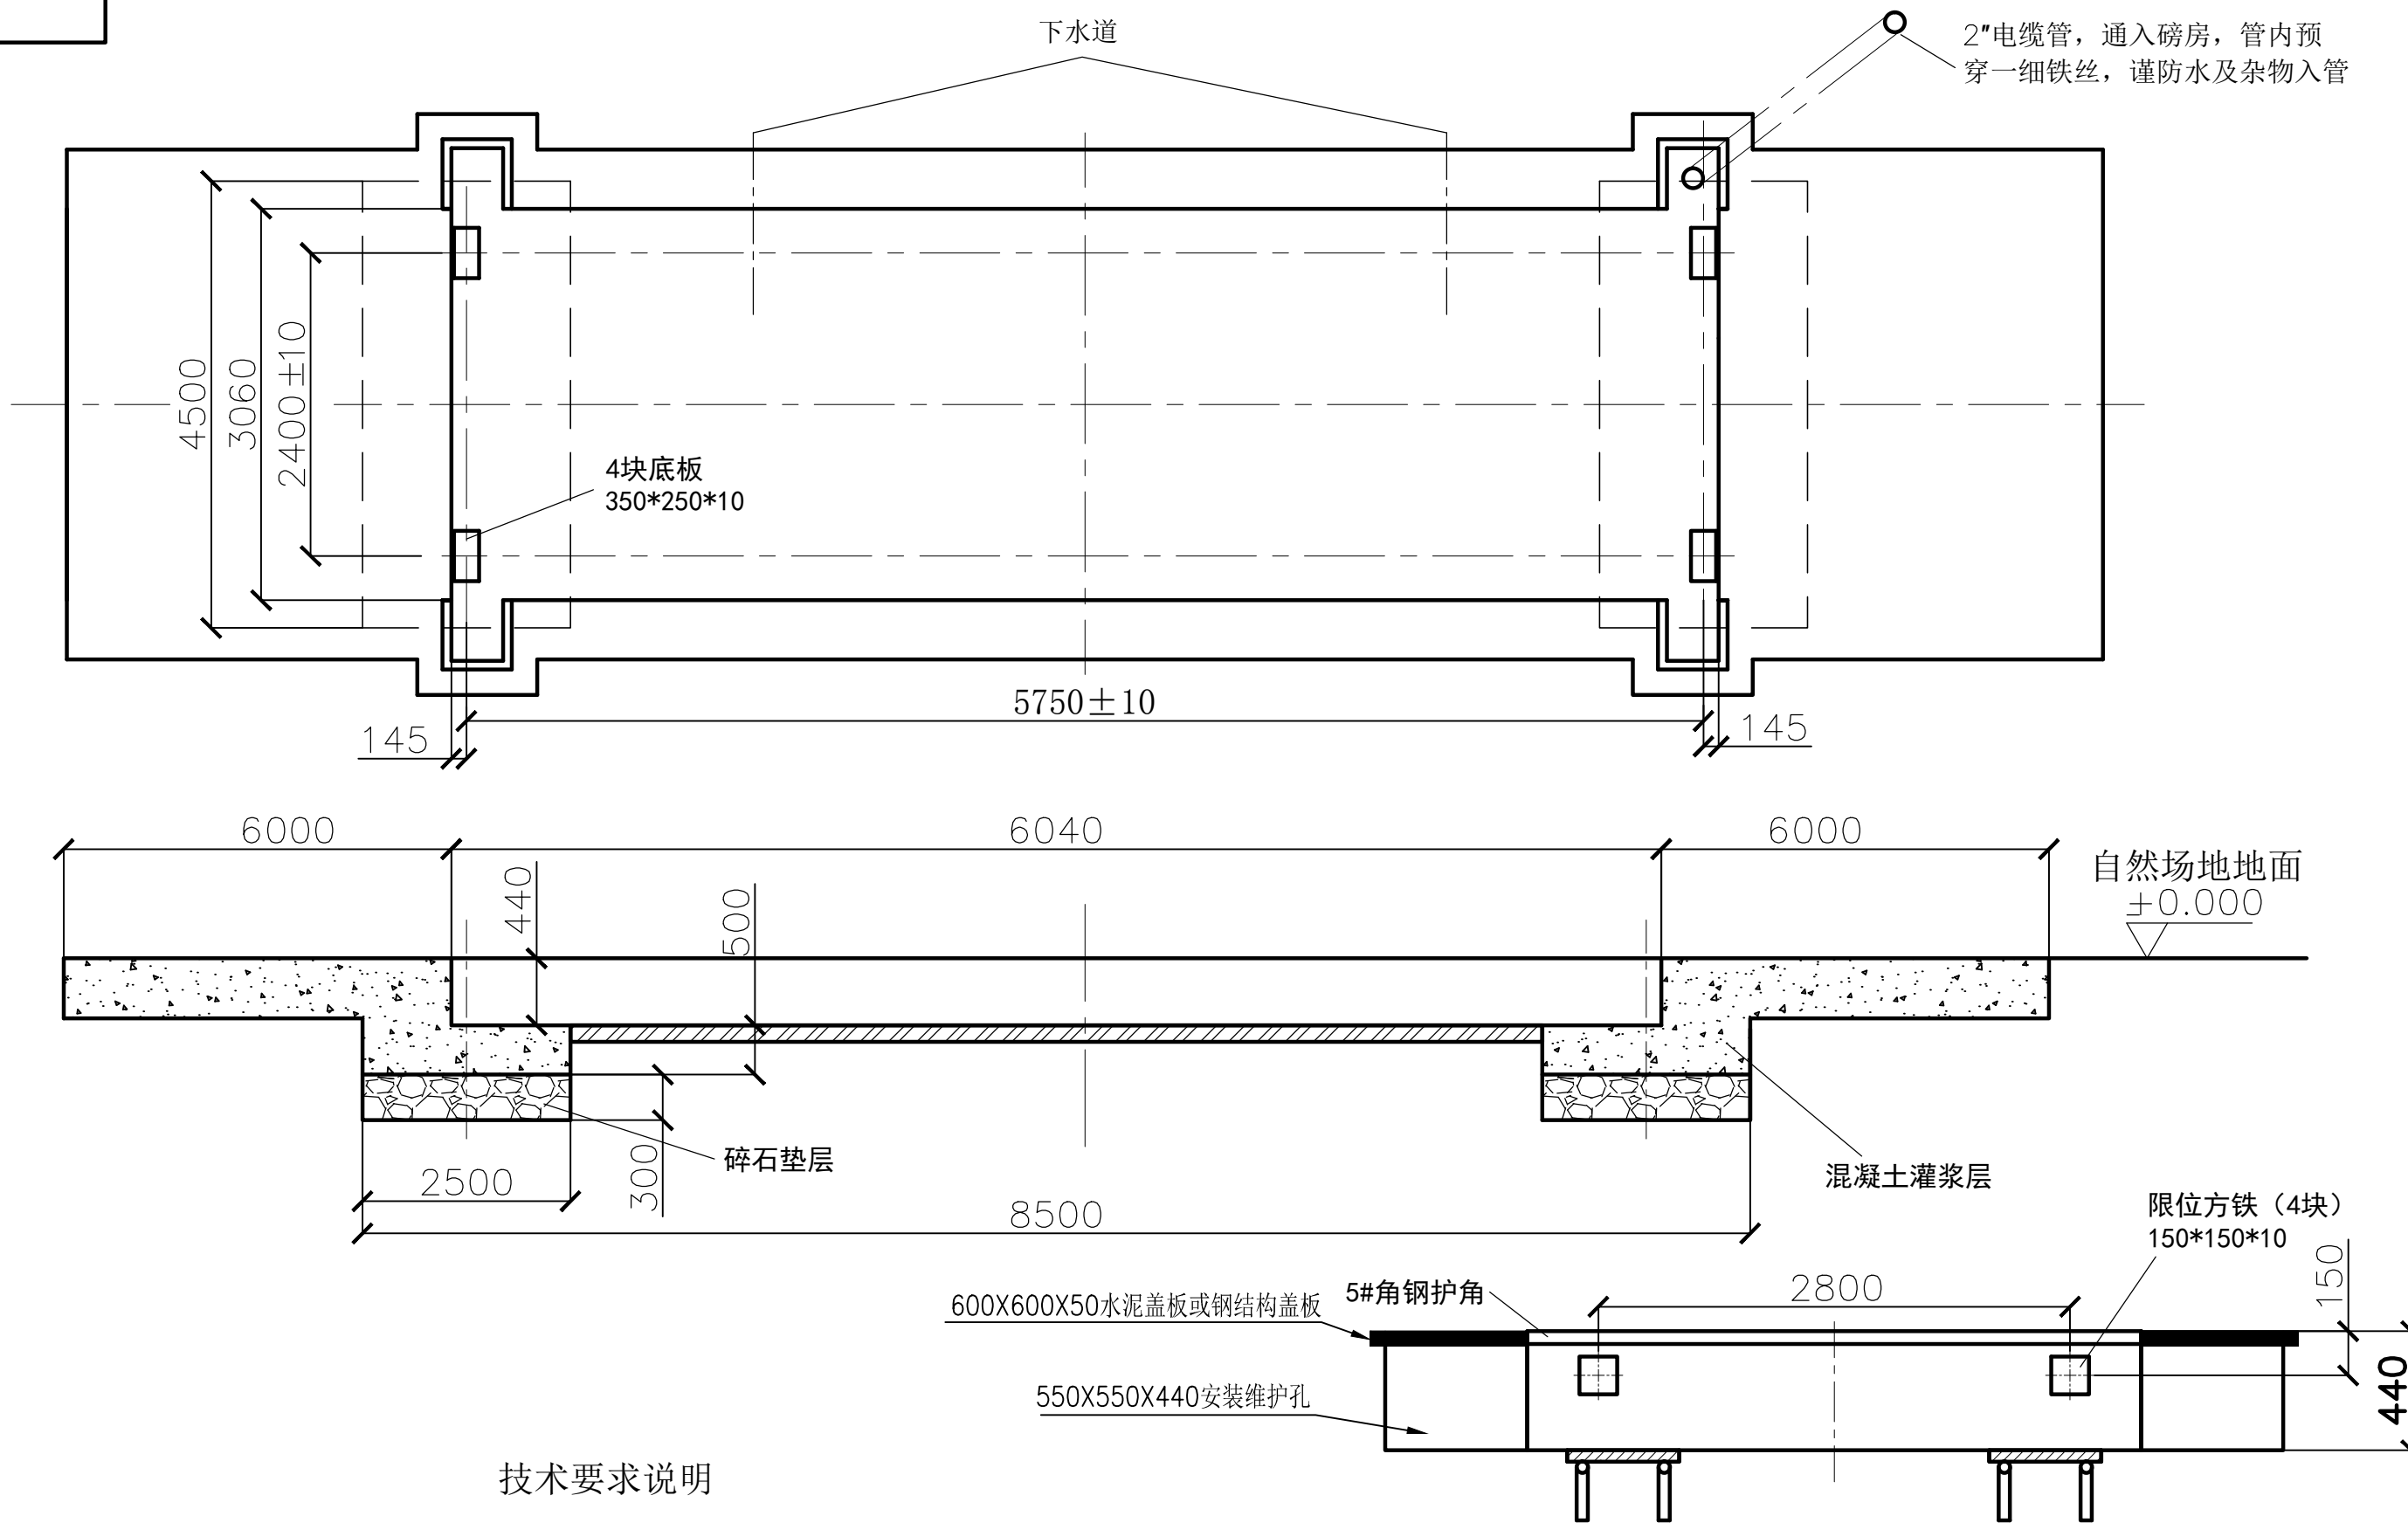 下水道
2"电缆管，通入磅房，管内预
穿一细铁丝，谨防水及杂物入管
4500
3060
2400±10
4块底板
350*250*10
5750±10
145
145
6000
6040
6000
440
500
自然场地地面
±0.000
碎石垫层
2500
300
8500
混凝土灌浆层
限位方铁（4块）
150*150*10
600X600X50水泥盖板或钢结构盖板
5#角钢护角
2800
150
550X550X440安装维护孔
440
技术要求说明